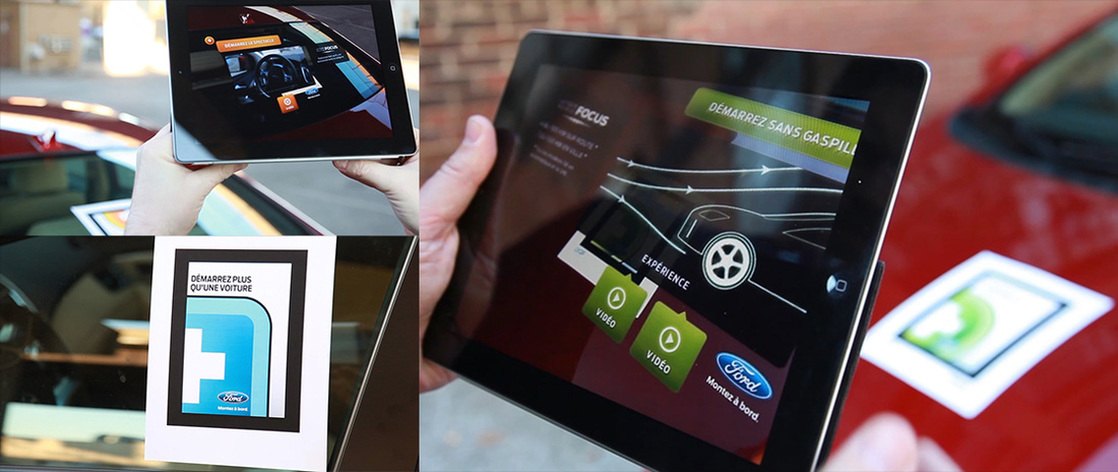 DÉMARREZ LE SPECTACLE
FOCUS
DÉMARREZ PLUS
QU'UNE VOITURE
Ford
Montez à bord.
FOCUS
DÉMARREZ SANS GASPIL
EXPÉRIENCE
VIDÉO
VIDÉO
Ford
Montez à bord.